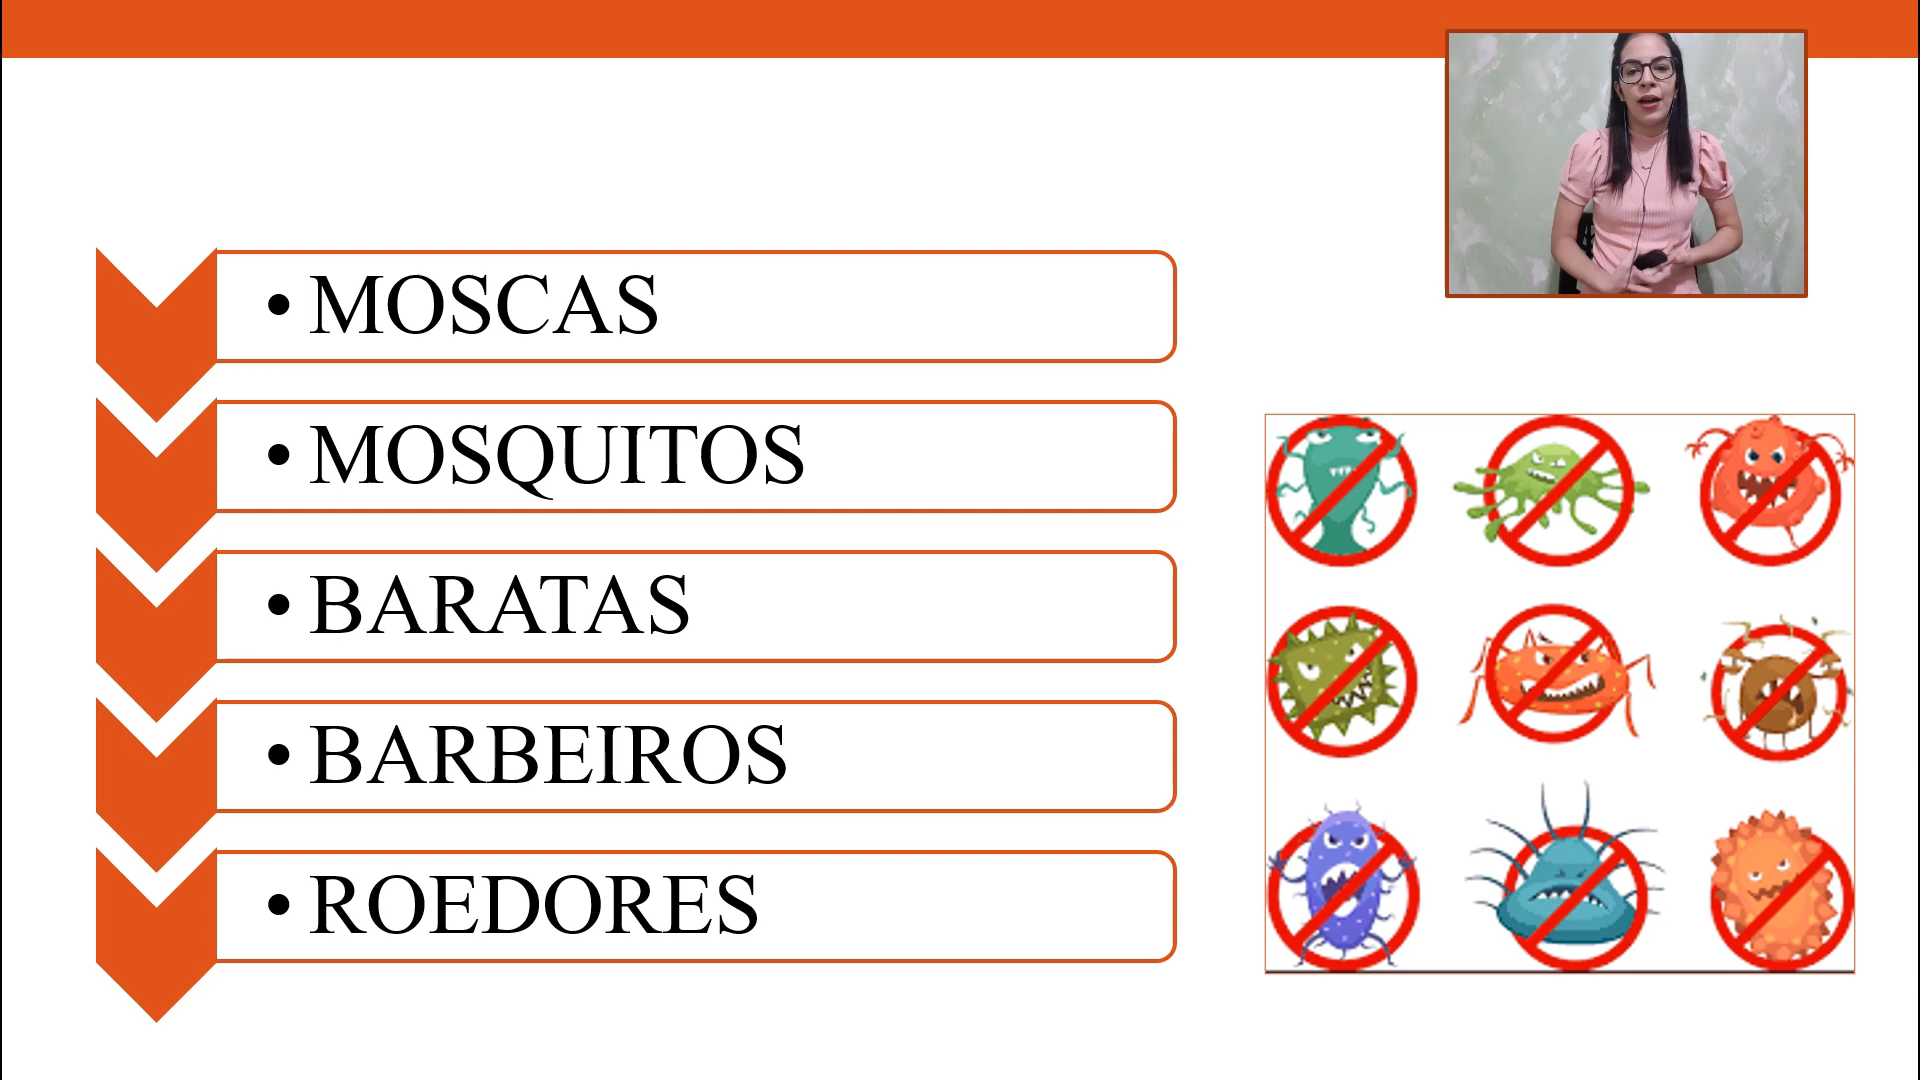 • MOSCAS
• MOSQUITOS
• BARATAS
• BARBEIROS
• ROEDORES